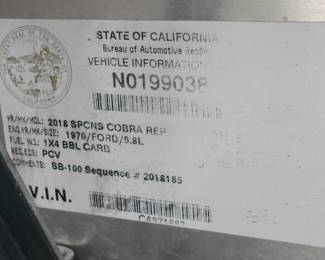 STATE OF CALIFORNIA
Bureau of Automotive Repair
VEHICLE INFORMATION
N0199038
YR/MK/MDL: 2018 SPCNS COBRA REP
ENG.YR/MK/SIZE: 1970/FORD/5.8L
FUEL INJ.: 1X4 BBL CARB
REQ.ECS: PCV
COMMENTS: SB-100 Sequence # 2018185
V.I.N.